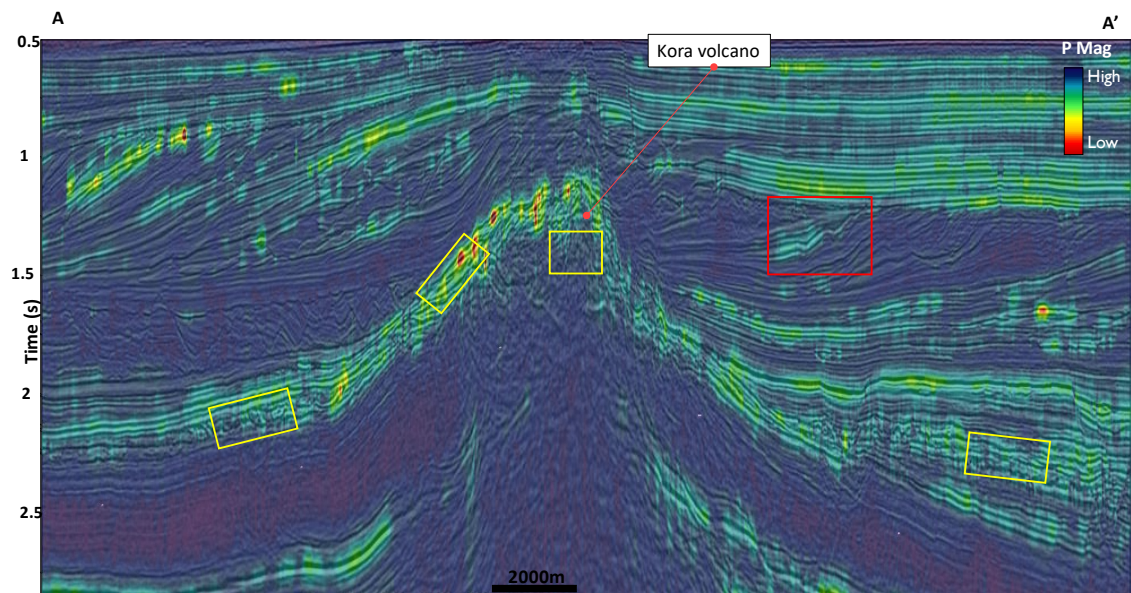 A
A’
0.5
Kora volcano
P Mag
High
Low
1
1.5
Time (s)
2
2.5
2000m